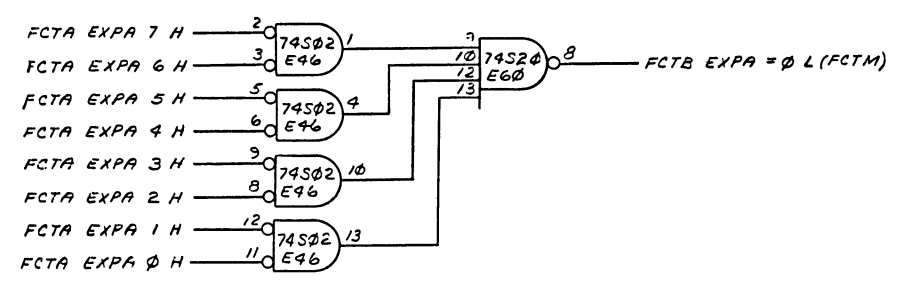 FCTA EXPA 7 H
2
3
74SØ2
E46
1
FCTA EXPA 6 H
FCTA EXPA 5 H
5
6
74SØ2
E46
4
FCTA EXPA 4 H
FCTA EXPA 3 H
9
8
74SØ2
E46
1Ø
FCTA EXPA 2 H
FCTA EXPA 1 H
12
11
74SØ2
E46
13
FCTA EXPA Ø H
9
1Ø
12
13
74S2Ø
E6Ø
8
FCTB EXPA = Ø L (FCTM)